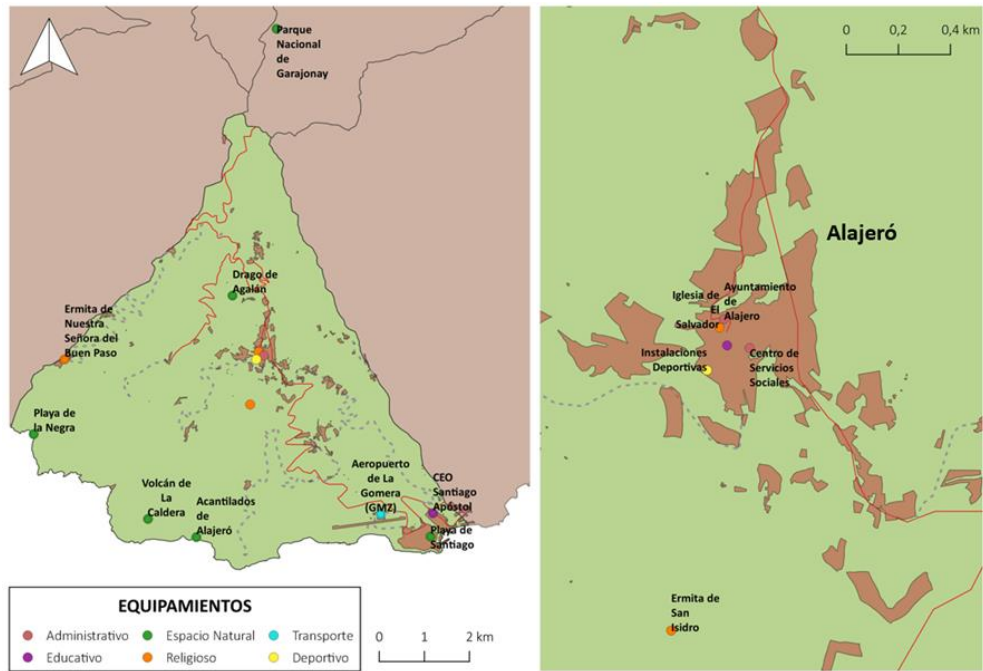 Parque
Nacional
de
Garajonay
Drago de
Agalán
Ermita de
Nuestra
Señora del
Buen Paso
Playa de
la Negra
Volcán de
La
Caldera
Acantilados
de
Alajeró
Aeropuerto
de La
Gomera
(GMZ)
CEO
Santiago
Apóstol
Playa de
Santiago
EQUIPAMIENTOS
Administrativo
Espacio Natural
Transporte
Educativo
Religioso
Deportivo
0 1 2 km
0 0,2 0,4 km
Alajeró
Iglesia de
El
Salvador
Ayuntamiento
de
Alajero
Instalaciones
Deportivas
Centro de
Servicios
Sociales
Ermita de
San
Isidro